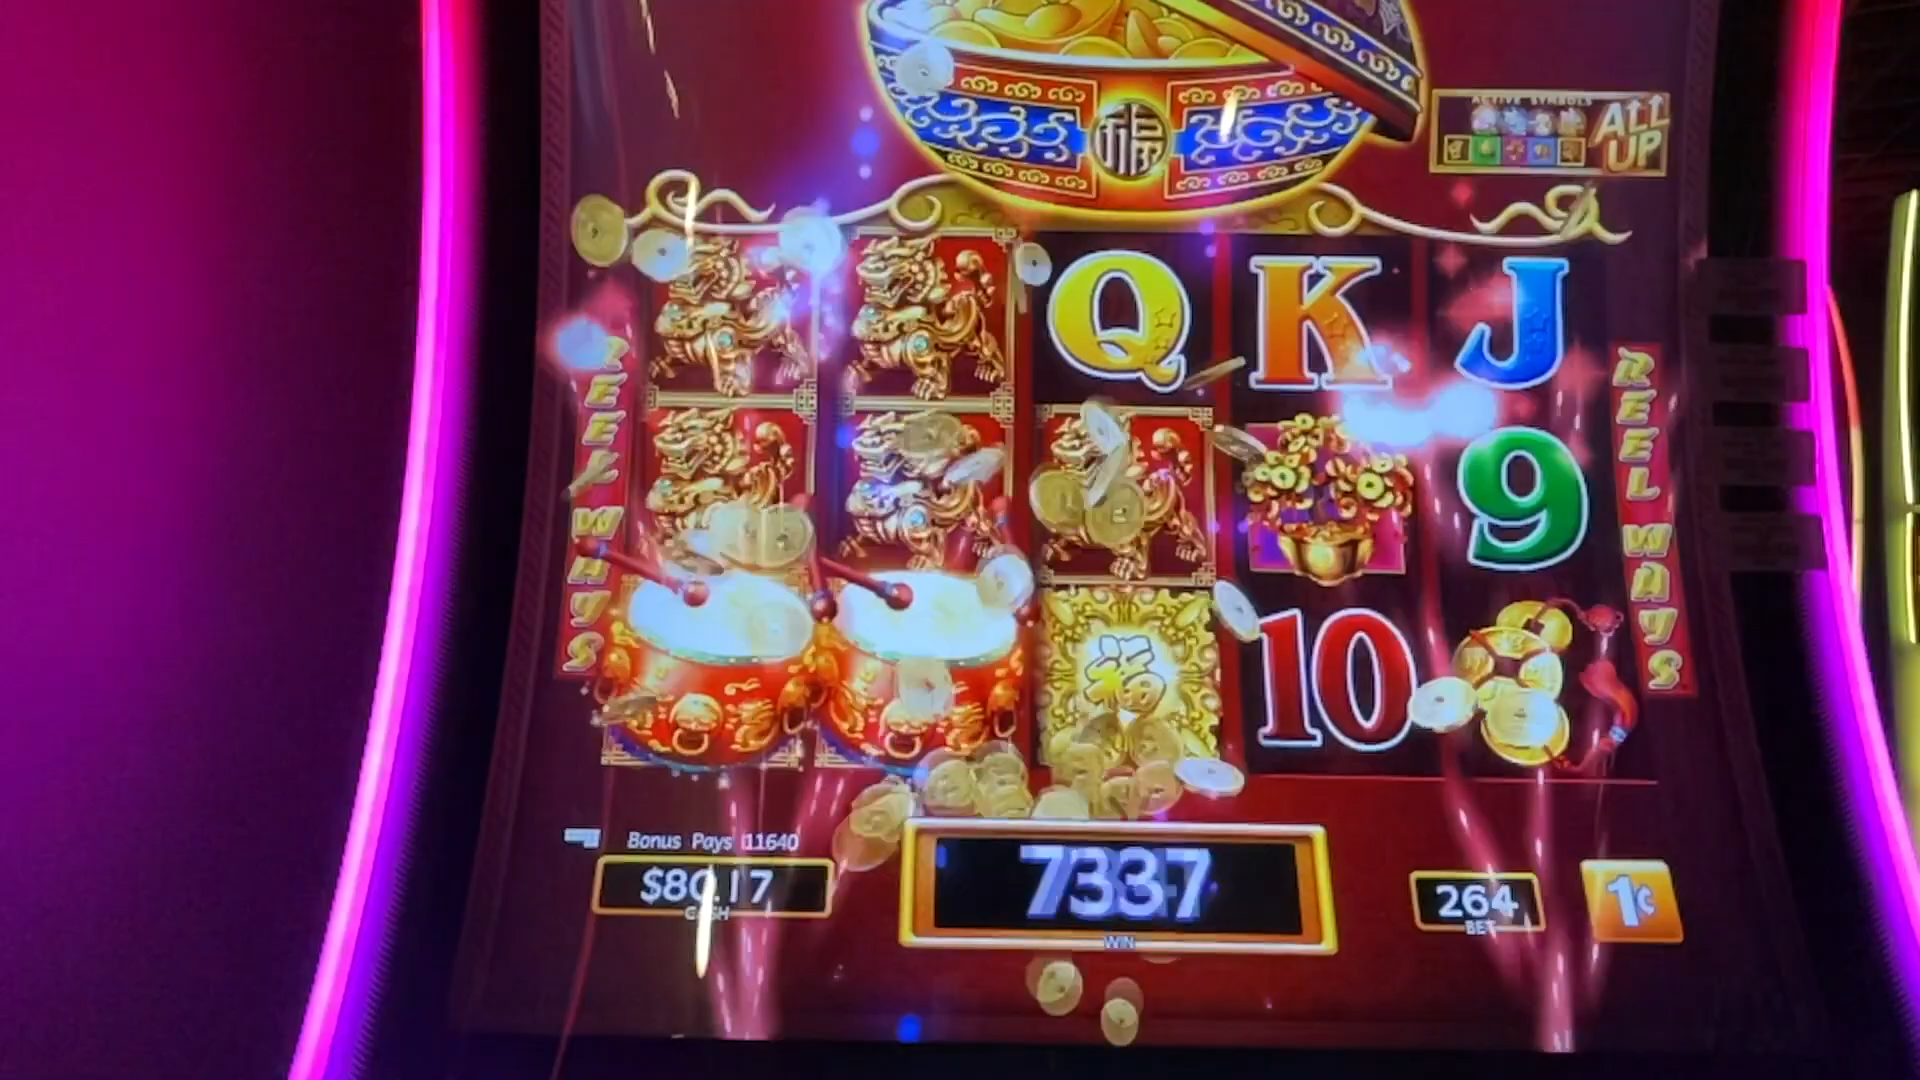 福
ACTIVE SYMBOLS
ALL
UP
Q K J
REEL WAYS
REEL WAYS
9
福
10
Bonus Pays 11640
$80.17
CASH
7337
WIN
264
BET
1¢